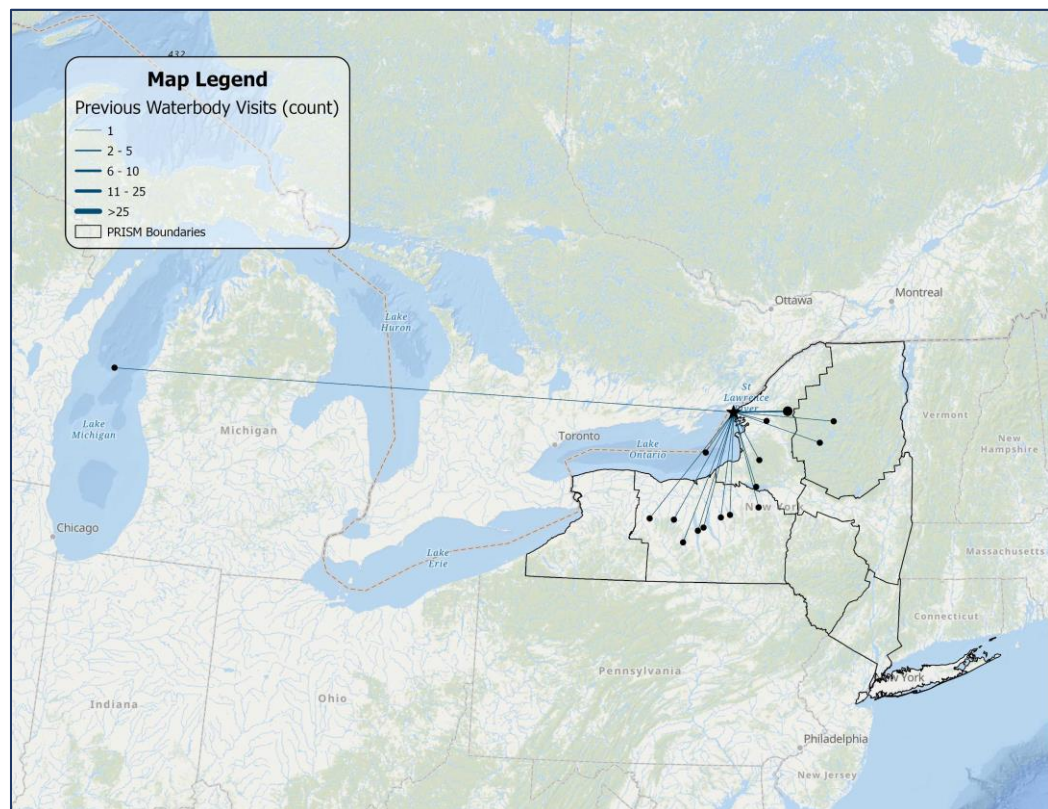 432
Map Legend
Previous Waterbody Visits (count)
1
2 - 5
6 - 10
11 - 25
>25
PRISM Boundaries
Ottawa
Montreal
Lake
Huron
St
Lawrence
Lake
Michigan
Michigan
Toronto
Lake
Ontario
Vermont
New
Hampshire
Chicago
New York
Lake
Erie
Massachusetts
Connecticut
Pennsylvania
New York
Indiana
Ohio
Philadelphia
New Jersey